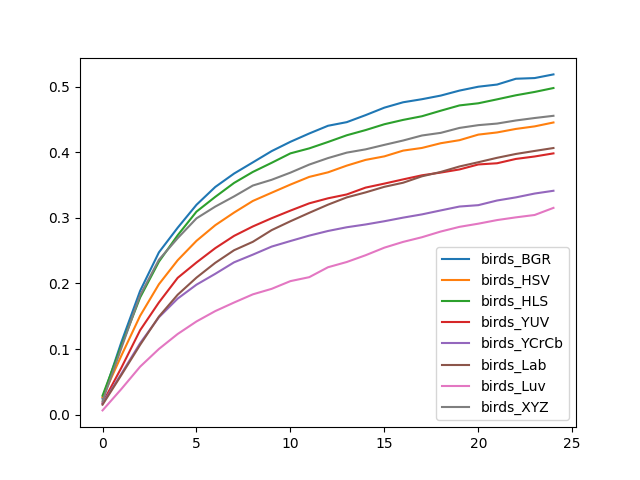 0.5
0.4
0.3
0.2
0.1
0.0
0 5 10 15 20 25
birds_BGR
birds_HSV
birds_HLS
birds_YUV
birds_YCrCb
birds_Lab
birds_Luv
birds_XYZ